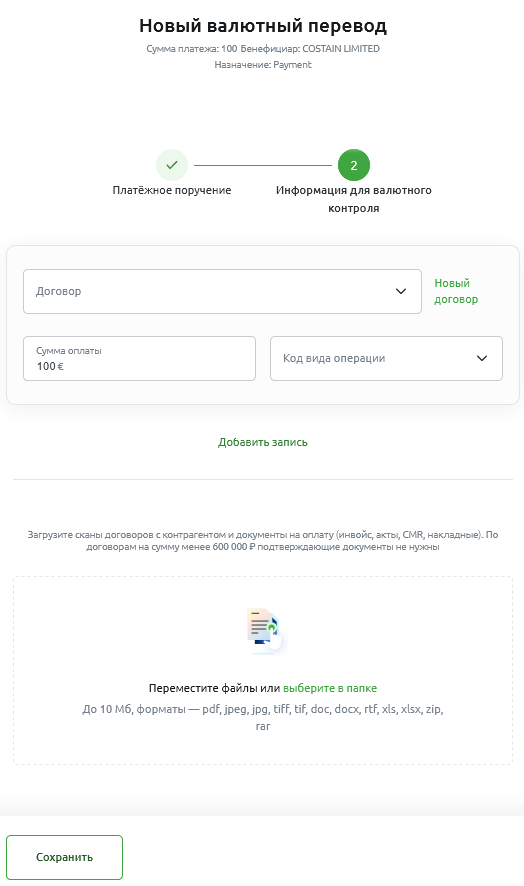 Новый валютный перевод
Сумма платежа: 100 Бенефициар: COSTAIN LIMITED
Назначение: Payment
2
Платёжное поручение
Информация для валютного
контроля
Договор
Новый
договор
Сумма оплаты
100 €
Код вида операции
Добавить запись
Загрузите сканы договоров с контрагентом и документы на оплату (инвойс, акты, CMR, накладные). По
договорам на сумму менее 600 000 ₽ подтверждающие документы не нужны
Переместите файлы или выберите в папке
До 10 Мб, форматы — pdf, jpeg, jpg, tiff, tif, doc, docx, rtf, xls, xlsx, zip,
rar
Сохранить